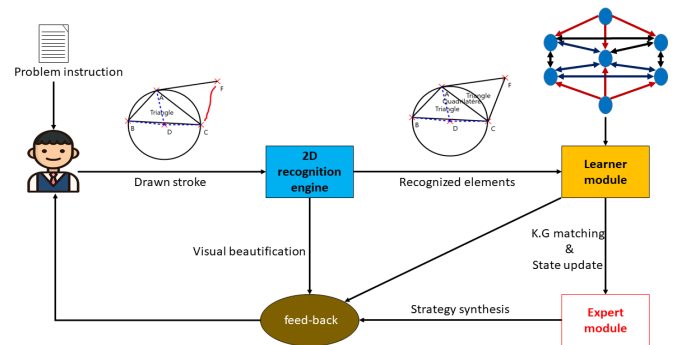 Problem instruction
A
F
Triangle
B
D
C
A
F
Triangle
Quadrilatère
Triangle
B
D
C
Drawn stroke
2D
recognition
engine
Recognized elements
Learner
module
Visual beautification
K.G matching
&
State update
feed-back
Strategy synthesis
Expert
module